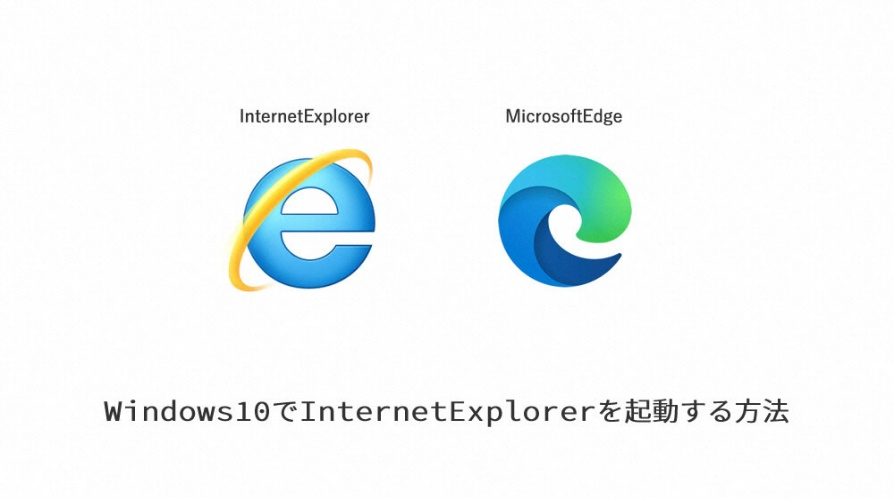 InternetExplorer
MicrosoftEdge
Windows10でInternetExplorerを起動する方法